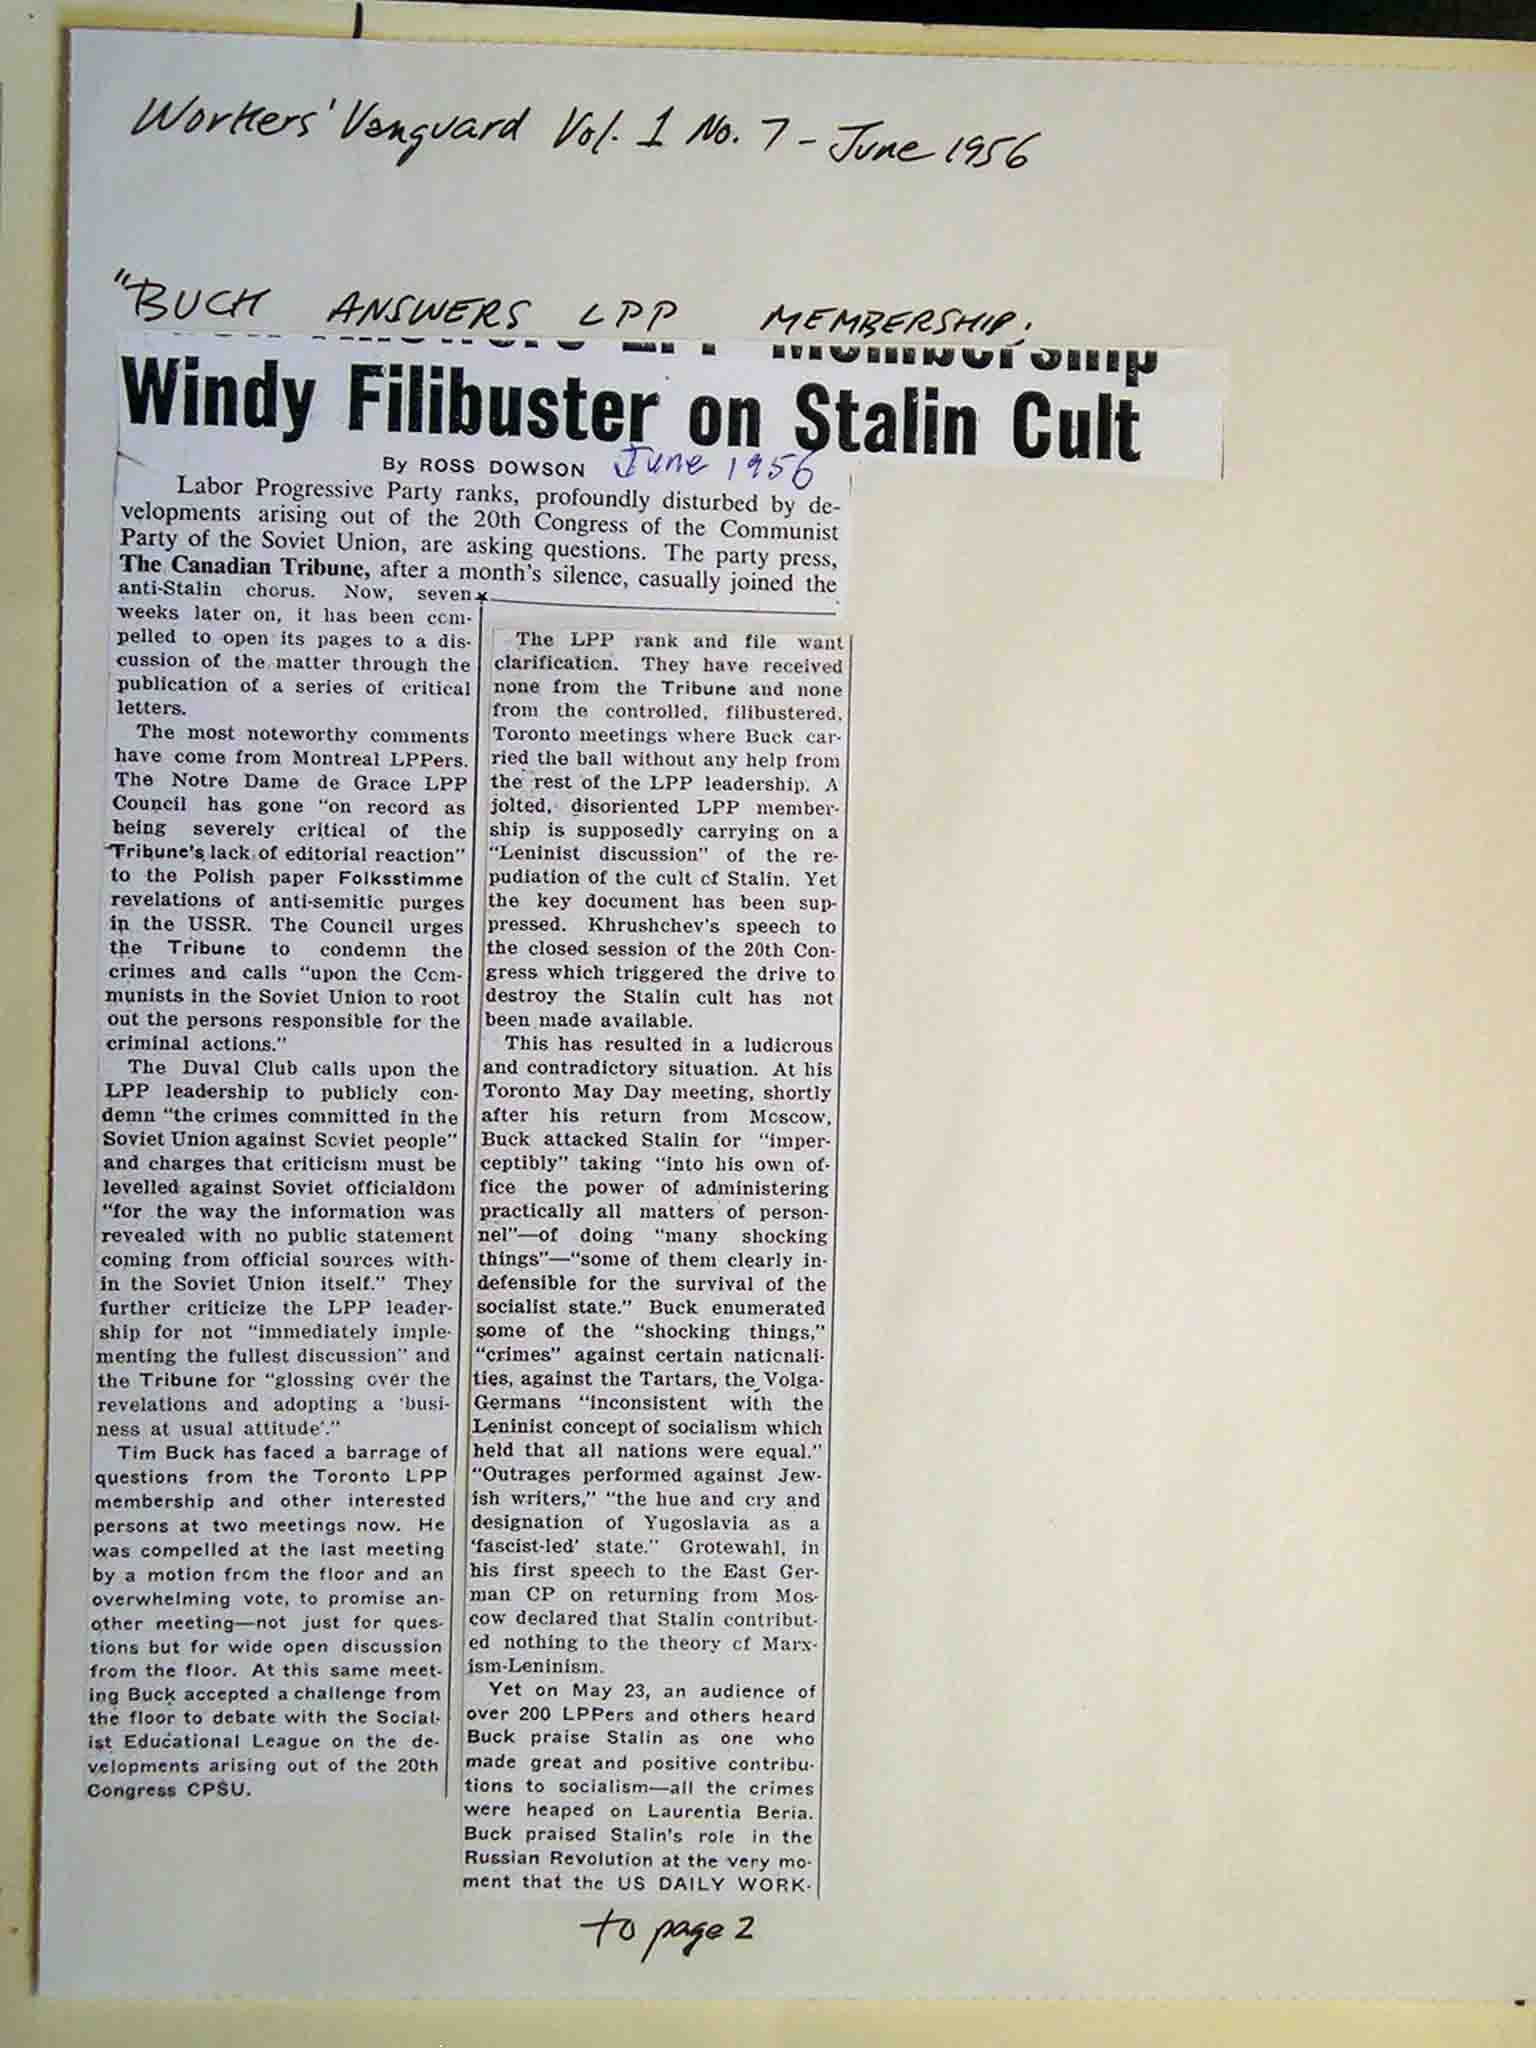 Workers' Vanguard Vol. 1 No. 7 - June 1956
"BUCK ANSWERS LPP MEMBERSHIP:
Answers LPP Membership
Windy Filibuster on Stalin Cult
By ROSS DOWSON June 1956
Labor Progressive Party ranks, profoundly disturbed by de-
velopments arising out of the 20th Congress of the Communist
Party of the Soviet Union, are asking questions. The party press,
The Canadian Tribune, after a month's silence, casually joined the
anti-Stalin chorus. Now, seven
weeks later on, it has been com-
pelled to open its pages to a dis-
cussion of the matter through the
publication of a series of critical
letters.
The most noteworthy comments
have come from Montreal LPPers.
The Notre Dame de Grace LPP
Council has gone "on record as
being severely critical of the
Tribune's lack of editorial reaction"
to the Polish paper Folksstimme
revelations of anti-semitic purges
in the USSR. The Council urges
the Tribune to condemn the
crimes and calls "upon the Com-
munists in the Soviet Union to root
out the persons responsible for the
criminal actions."
The Duval Club calls upon the
LPP leadership to publicly con-
demn "the crimes committed in the
Soviet Union against Soviet people"
and charges that criticism must be
levelled against Soviet officialdom
"for the way the information was
revealed with no public statement
coming from official sources with-
in the Soviet Union itself." They
further criticize the LPP leader-
ship for not "immediately imple-
menting the fullest discussion" and
the Tribune for "glossing over the
revelations and adopting a 'busi-
ness at usual attitude'."
Tim Buck has faced a barrage of
questions from the Toronto LPP
membership and other interested
persons at two meetings now. He
was compelled at the last meeting
by a motion from the floor and an
overwhelming vote, to promise an-
other meeting—not just for ques-
tions but for wide open discussion
from the floor. At this same meet-
ing Buck accepted a challenge from
the floor to debate with the Social-
ist Educational League on the de-
velopments arising out of the 20th
Congress CPSU.
The LPP rank and file want
clarification. They have received
none from the Tribune and none
from the controlled, filibustered,
Toronto meetings where Buck car-
ried the ball without any help from
the rest of the LPP leadership. A
jolted, disoriented LPP member-
ship is supposedly carrying on a
"Leninist discussion" of the re-
pudiation of the cult of Stalin. Yet
the key document has been sup-
pressed. Khrushchev's speech to
the closed session of the 20th Con-
gress which triggered the drive to
destroy the Stalin cult has not
been made available.
This has resulted in a ludicrous
and contradictory situation. At his
Toronto May Day meeting, shortly
after his return from Moscow,
Buck attacked Stalin for "imper-
ceptibly" taking "into his own of-
fice the power of administering
practically all matters of person-
nel"—of doing "many shocking
things"—"some of them clearly in-
defensible for the survival of the
socialist state." Buck enumerated
some of the "shocking things,"
"crimes" against certain nationali-
ties, against the Tartars, the Volga-
Germans "inconsistent with the
Leninist concept of socialism which
held that all nations were equal."
"Outrages performed against Jew-
ish writers," "the hue and cry and
designation of Yugoslavia as a
'fascist-led' state." Grotewahl, in
his first speech to the East Ger-
man CP on returning from Mos-
cow declared that Stalin contribut-
ed nothing to the theory of Marx-
ism-Leninism.
Yet on May 23, an audience of
over 200 LPPers and others heard
Buck praise Stalin as one who
made great and positive contribu-
tions to socialism—all the crimes
were heaped on Laurentia Beria.
Buck praised Stalin's role in the
Russian Revolution at the very mo-
ment that the US DAILY WORK-
to page 2